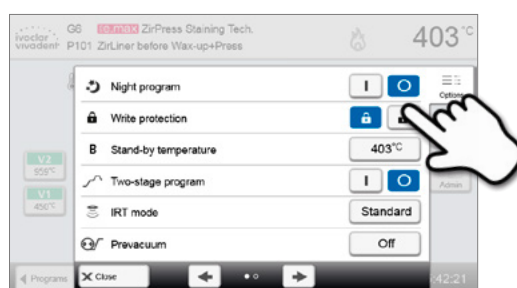 ivoclar
vivadent
G6 ie.max ZirPress Staining Tech.
P101 ZirLiner before Wax-up+Press
403°C
Night program I O
Options
Write protection
B Stand-by temperature 403°C
Two-stage program I O
Admin
IRT mode Standard
Prevacuum Off
V2
V1
450°C
Programs
Close
:42:21